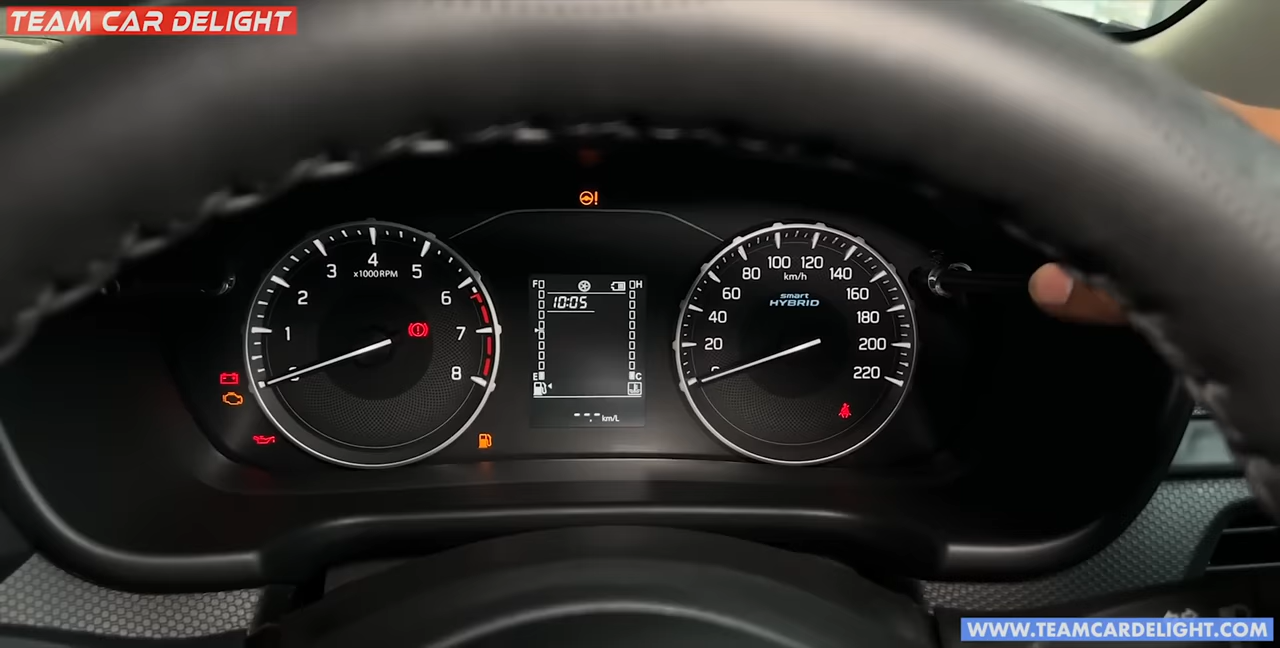 TEAM CAR DELIGHT
1 2 3 4 5 6 7 8
x1000RPM
F H
10:05
E C
--.- km/L
20 40 60 80 100 120 140 160 180 200 220
km/h
smart
HYBRID
WWW.TEAMCARDELIGHT.COM